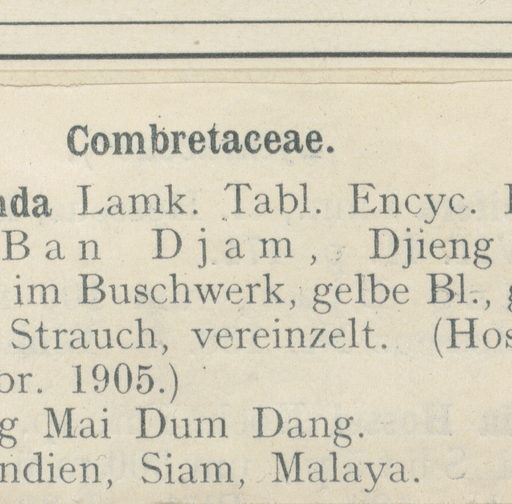 Combretaceae.
nda Lamk. Tabl. Encyc.
Ban Djam, Djieng
im Buschwerk, gelbe Bl., g
Strauch, vereinzelt. (Hos
br. 1905.)
g Mai Dum Dang.
ndien, Siam, Malaya.